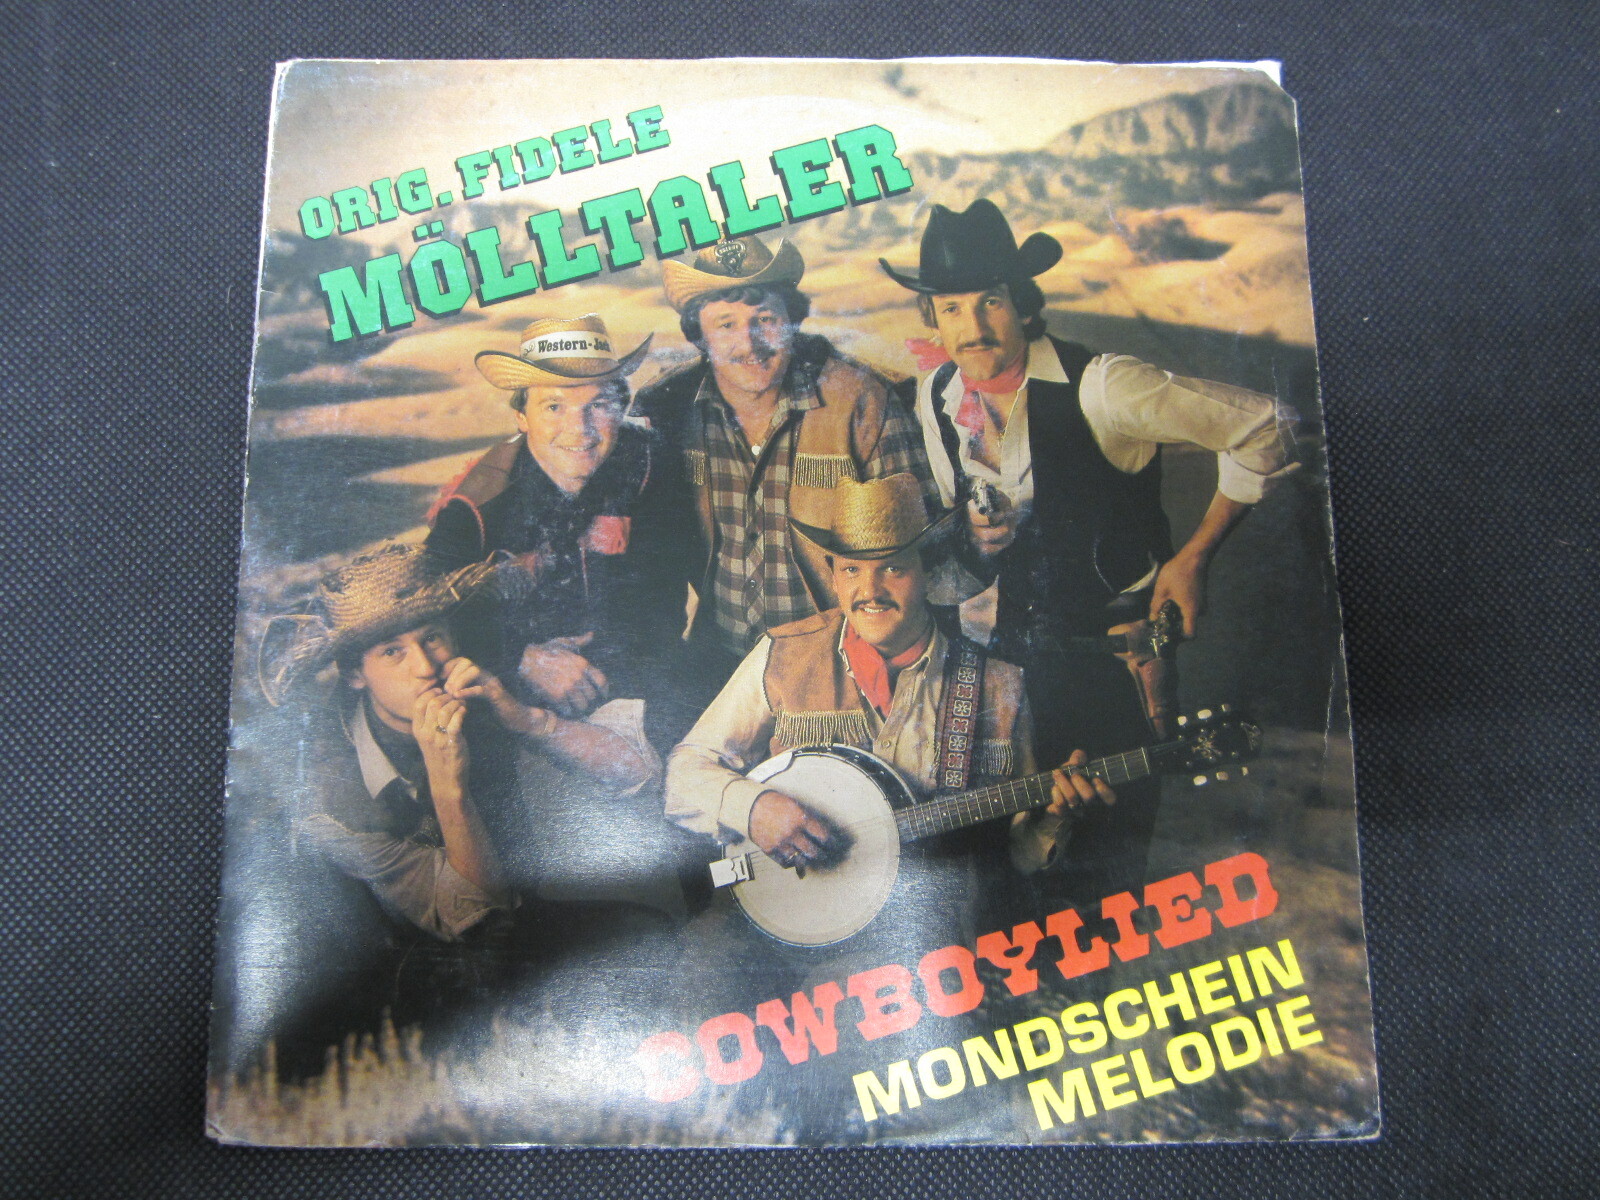 ORIG. FIDELE
MÖLLTALER
Western-
COWBOYLIED
MONDSCHEIN
MELODIE